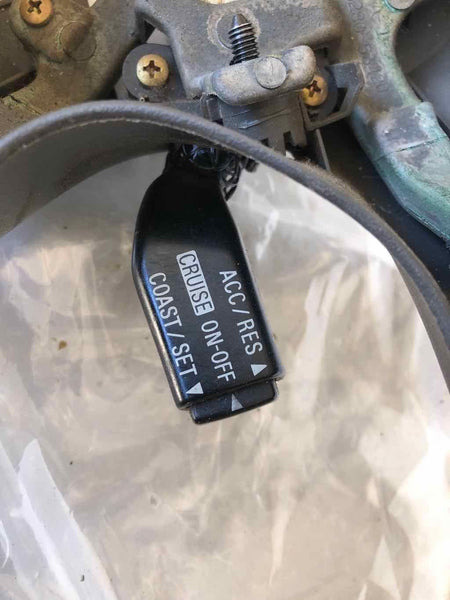 ACC/RES ▲
CRUISE ON-OFF ▲
COAST/SET ▼